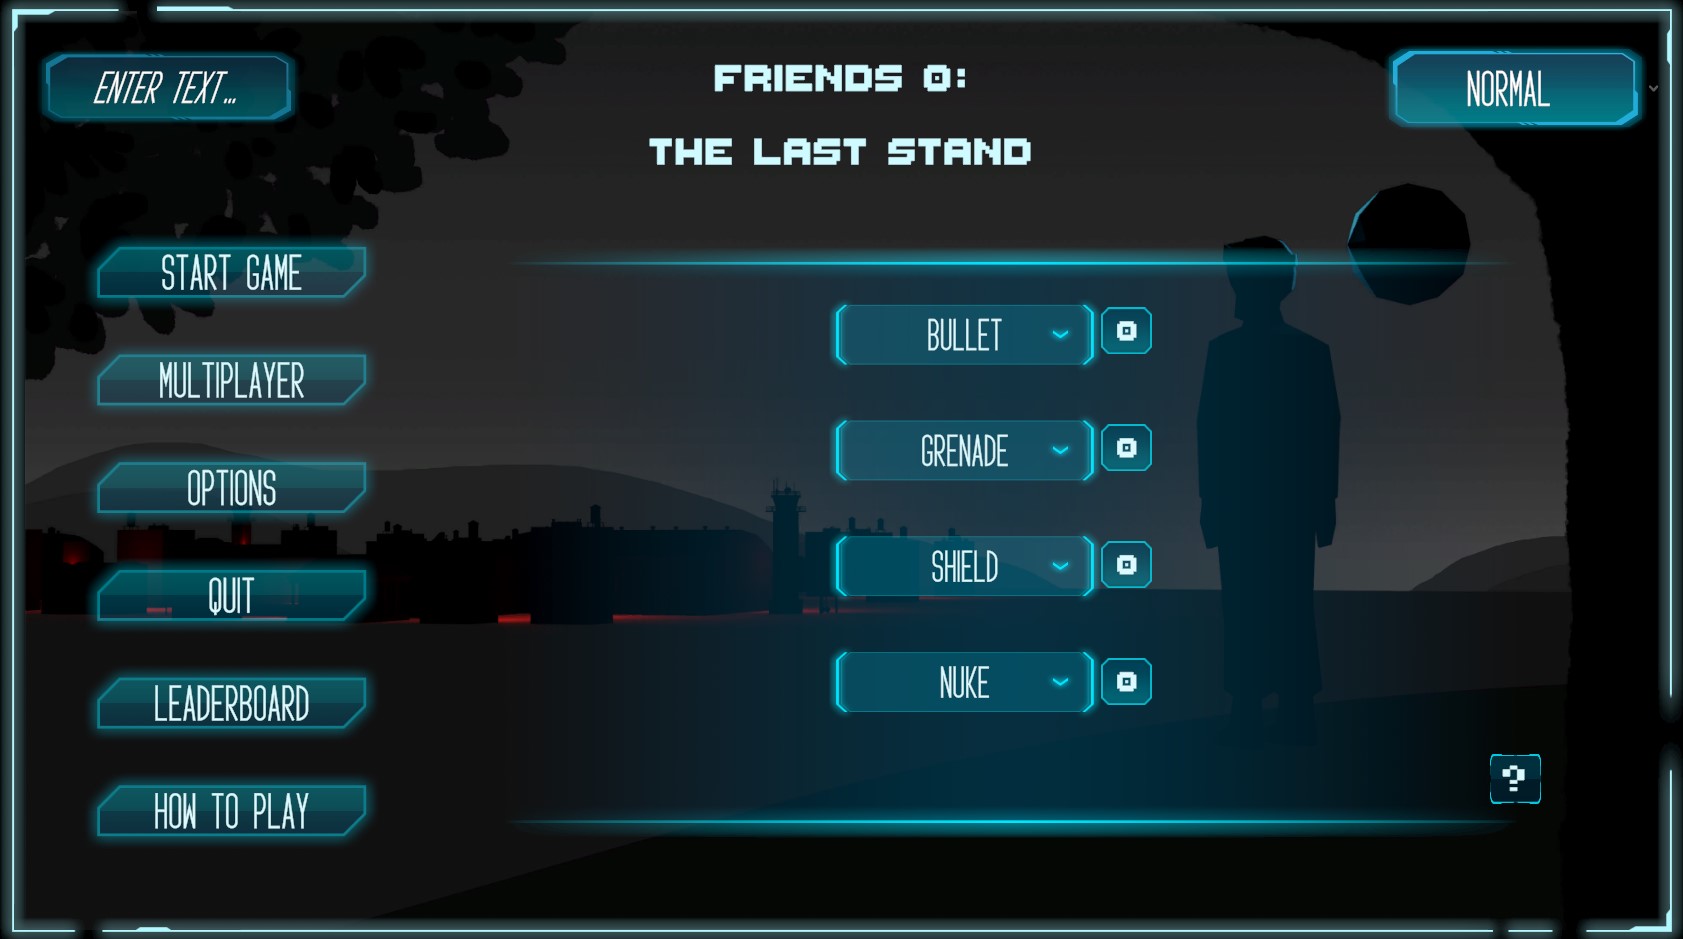 ENTER TEXT...
FRIENDS 0:
THE LAST STAND
NORMAL
START GAME
MULTIPLAYER
OPTIONS
QUIT
LEADERBOARD
HOW TO PLAY
BULLET
GRENADE
SHIELD
NUKE
?